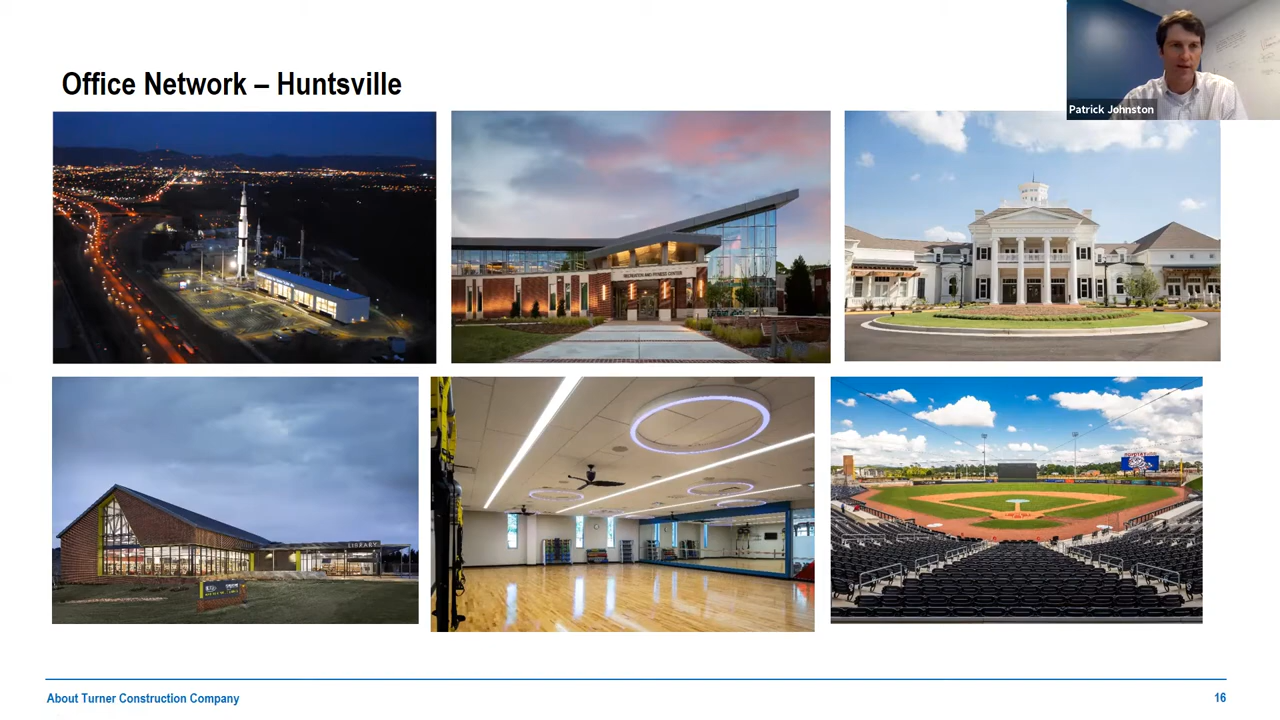 Office Network – Huntsville
Patrick Johnston
RECREATION AND FITNESS CENTER
LIBRARY
About Turner Construction Company
16